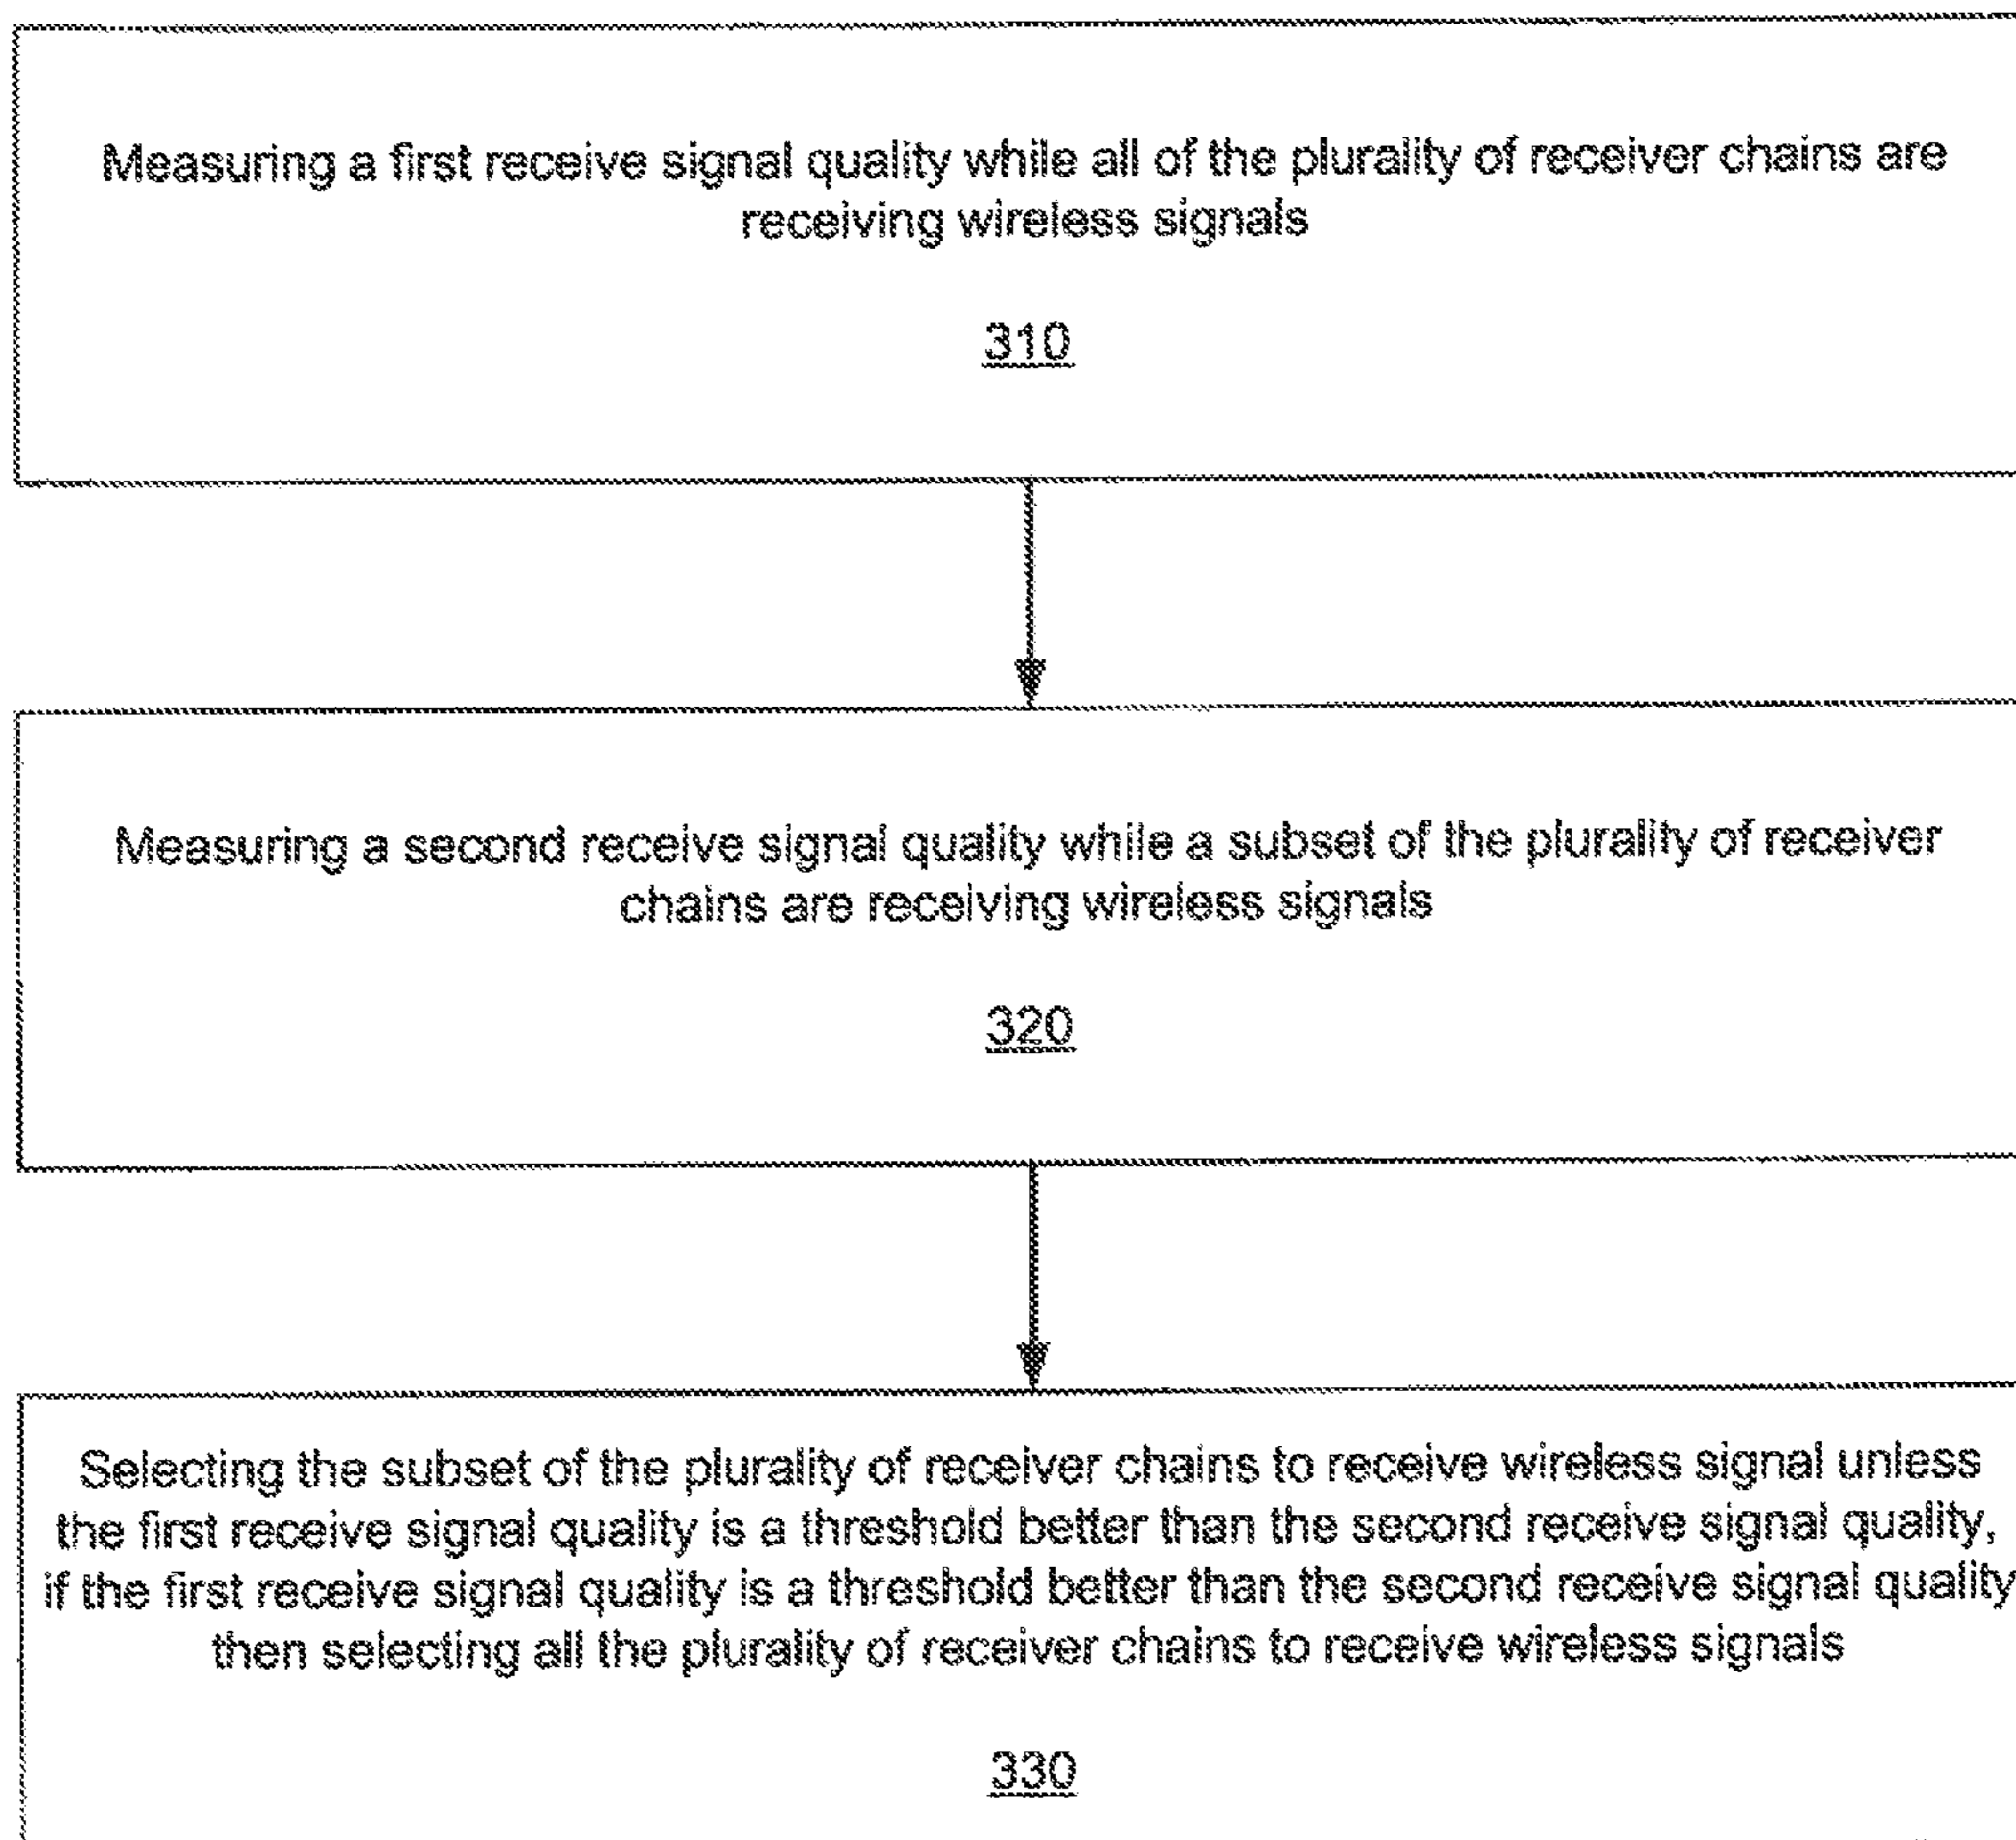 Measuring a first receive signal quality while all of the plurality of receiver chains are
receiving wireless signals
310
Measuring a second receive signal quality while a subset of the plurality of receiver
chains are receiving wireless signals
320
Selecting the subset of the plurality of receiver chains to receive wireless signal unless
the first receive signal quality is a threshold better than the second receive signal quality,
if the first receive signal quality is a threshold better than the second receive signal quality
then selecting all the plurality of receiver chains to receive wireless signals
330